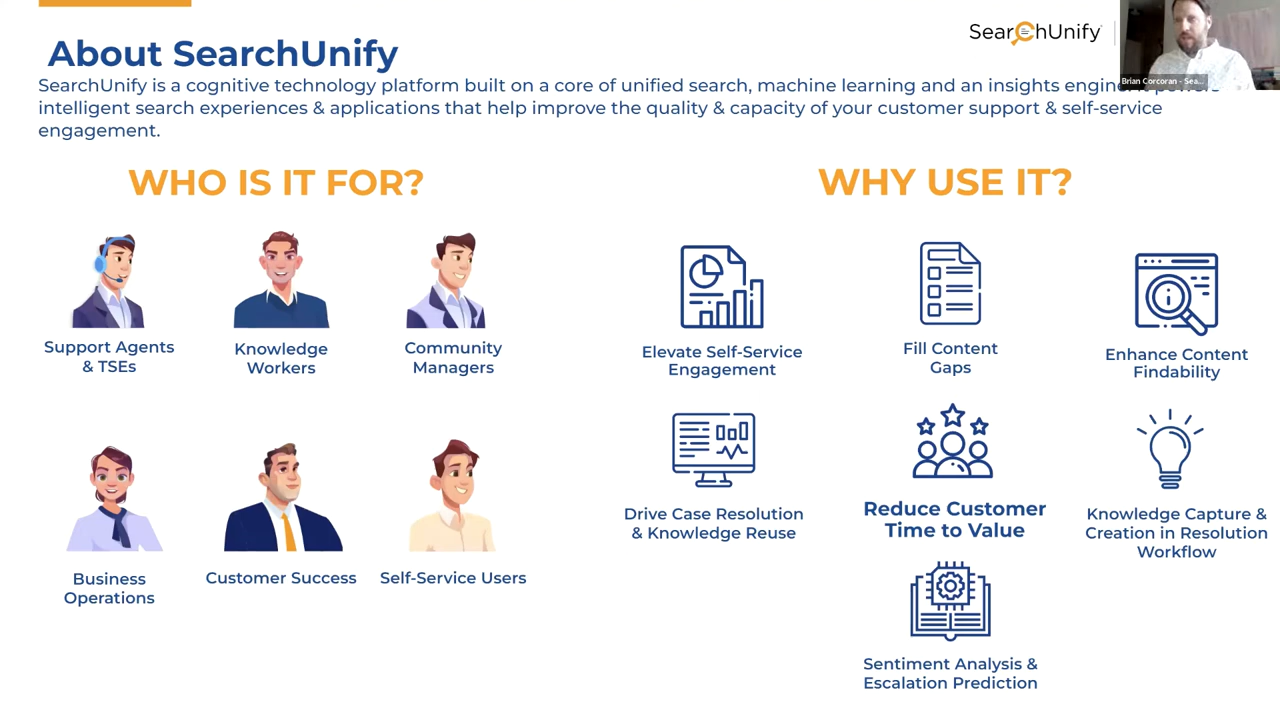 SearchUnify
Brian Corcoran - Sea...
About SearchUnify
SearchUnify is a cognitive technology platform built on a core of unified search, machine learning and an insights engine. It powers
intelligent search experiences & applications that help improve the quality & capacity of your customer support & self-service
engagement.
WHO IS IT FOR?
Support Agents
& TSEs
Knowledge
Workers
Community
Managers
Business
Operations
Customer Success
Self-Service Users
WHY USE IT?
Elevate Self-Service
Engagement
Fill Content
Gaps
Enhance Content
Findability
Drive Case Resolution
& Knowledge Reuse
Reduce Customer
Time to Value
Knowledge Capture &
Creation in Resolution
Workflow
Sentiment Analysis &
Escalation Prediction